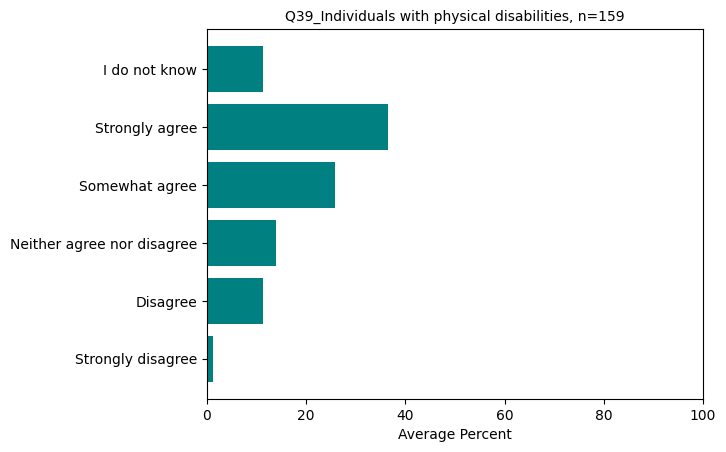 Q39_Individuals with physical disabilities, n=159
I do not know
Strongly agree
Somewhat agree
Neither agree nor disagree
Disagree
Strongly disagree
0 20 40 60 80 100
Average Percent